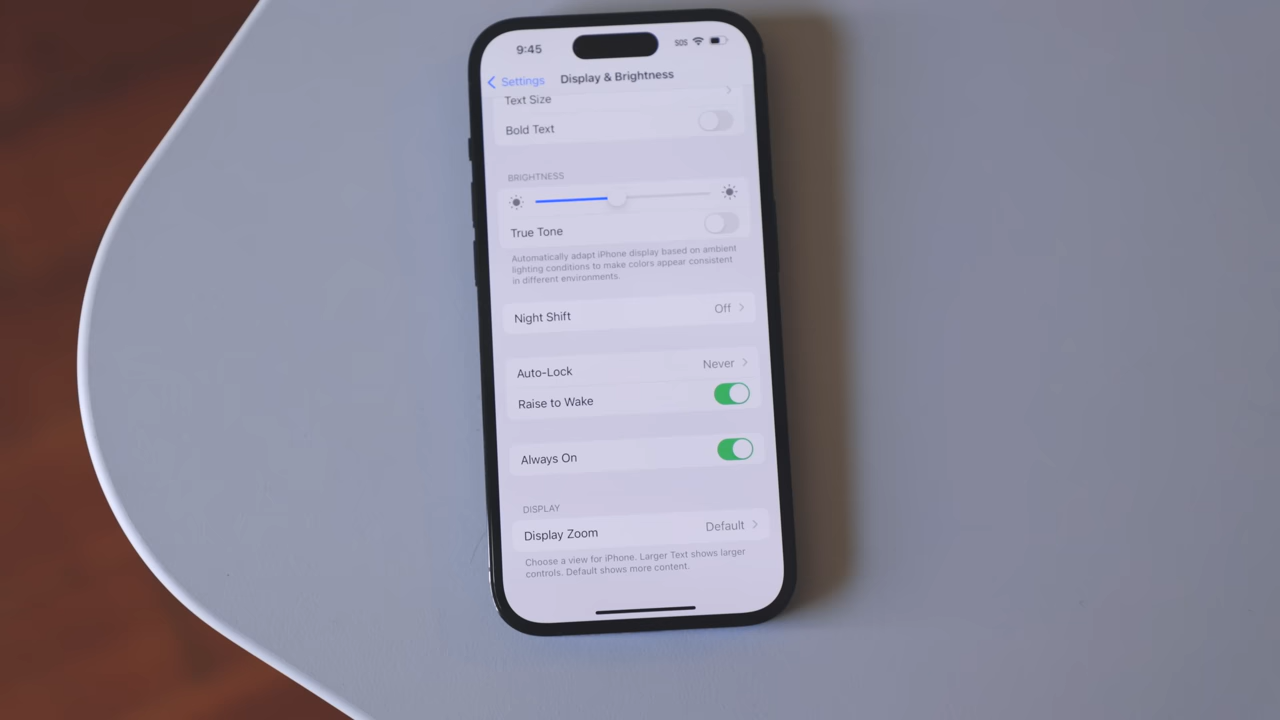 9:45
SOS
Settings
Display & Brightness
Text Size
Bold Text
BRIGHTNESS
True Tone
Automatically adapt iPhone display based on ambient
lighting conditions to make colors appear consistent
in different environments.
Night Shift
Off
Auto-Lock
Never
Raise to Wake
Always On
DISPLAY
Display Zoom
Default
Choose a view for iPhone. Larger Text shows larger
controls. Default shows more content.